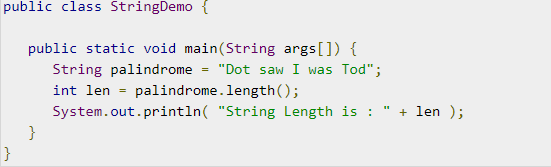 public class StringDemo {
public static void main(String args[]) {
String palindrome = "Dot saw I was Tod";
int len = palindrome.length();
System.out.println( "String Length is : " + len );
}
}